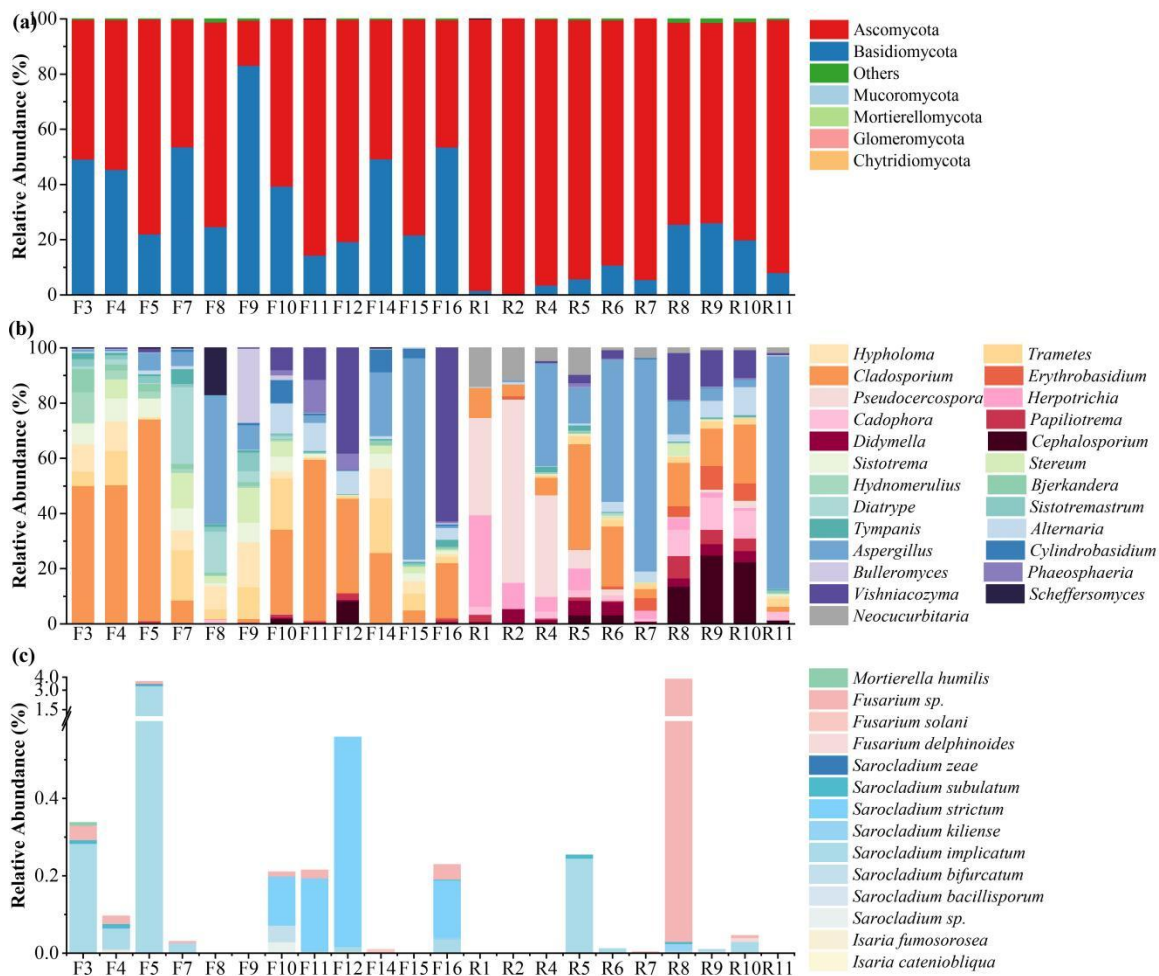 (a)
Relative Abundance (%)
100
80
60
40
20
0
F3 F4 F5 F7 F8 F9 F10 F11 F12 F14 F15 F16 R1 R2 R4 R5 R6 R7 R8 R9 R10 R11
Ascomycota
Basidiomycota
Others
Mucoromycota
Mortierellomycota
Glomeromycota
Chytridiomycota
(b)
Relative Abundance (%)
100
80
60
40
20
0
F3 F4 F5 F7 F8 F9 F10 F11 F12 F14 F15 F16 R1 R2 R4 R5 R6 R7 R8 R9 R10 R11
Hypholoma Trametes
Cladosporium Erythrobasidium
Pseudocercospora Herpotrichia
Cadophora Papiliotrema
Didymella Cephalosporium
Sistotrema Stereum
Hydnomerulius Bjerkandera
Diatrype Sistotremastrum
Tympanis Alternaria
Aspergillus Cylindrobasidium
Bulleromyces Phaeosphaeria
Vishniacozyma Scheffersomyces
Neocucurbitaria
(c)
Relative Abundance (%)
4.0
3.0
1.5
0.4
0.2
0.0
F3 F4 F5 F7 F8 F9 F10 F11 F12 F14 F15 F16 R1 R2 R4 R5 R6 R7 R8 R9 R10 R11
Mortierella humilis
Fusarium sp.
Fusarium solani
Fusarium delphinoides
Sarocladium zeae
Sarocladium subulatum
Sarocladium strictum
Sarocladium kiliense
Sarocladium implicatum
Sarocladium bifurcatum
Sarocladium bacillisporum
Sarocladium sp.
Isaria fumosorosea
Isaria cateniobliqua